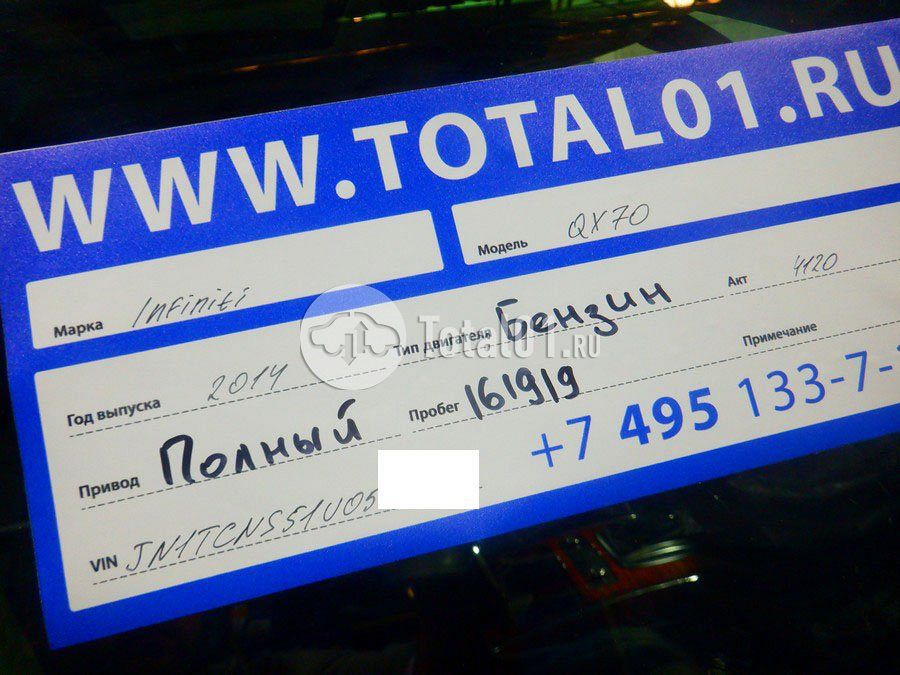 WWW.TOTAL01.RU
Марка Infiniti Модель QX70
Год выпуска 2014 Тип двигателя Бензин Акт 4120
Привод Полный Пробег 161919 Примечание
VIN JN1TCNS51U05 +7 495 133-7-
Total01.RU